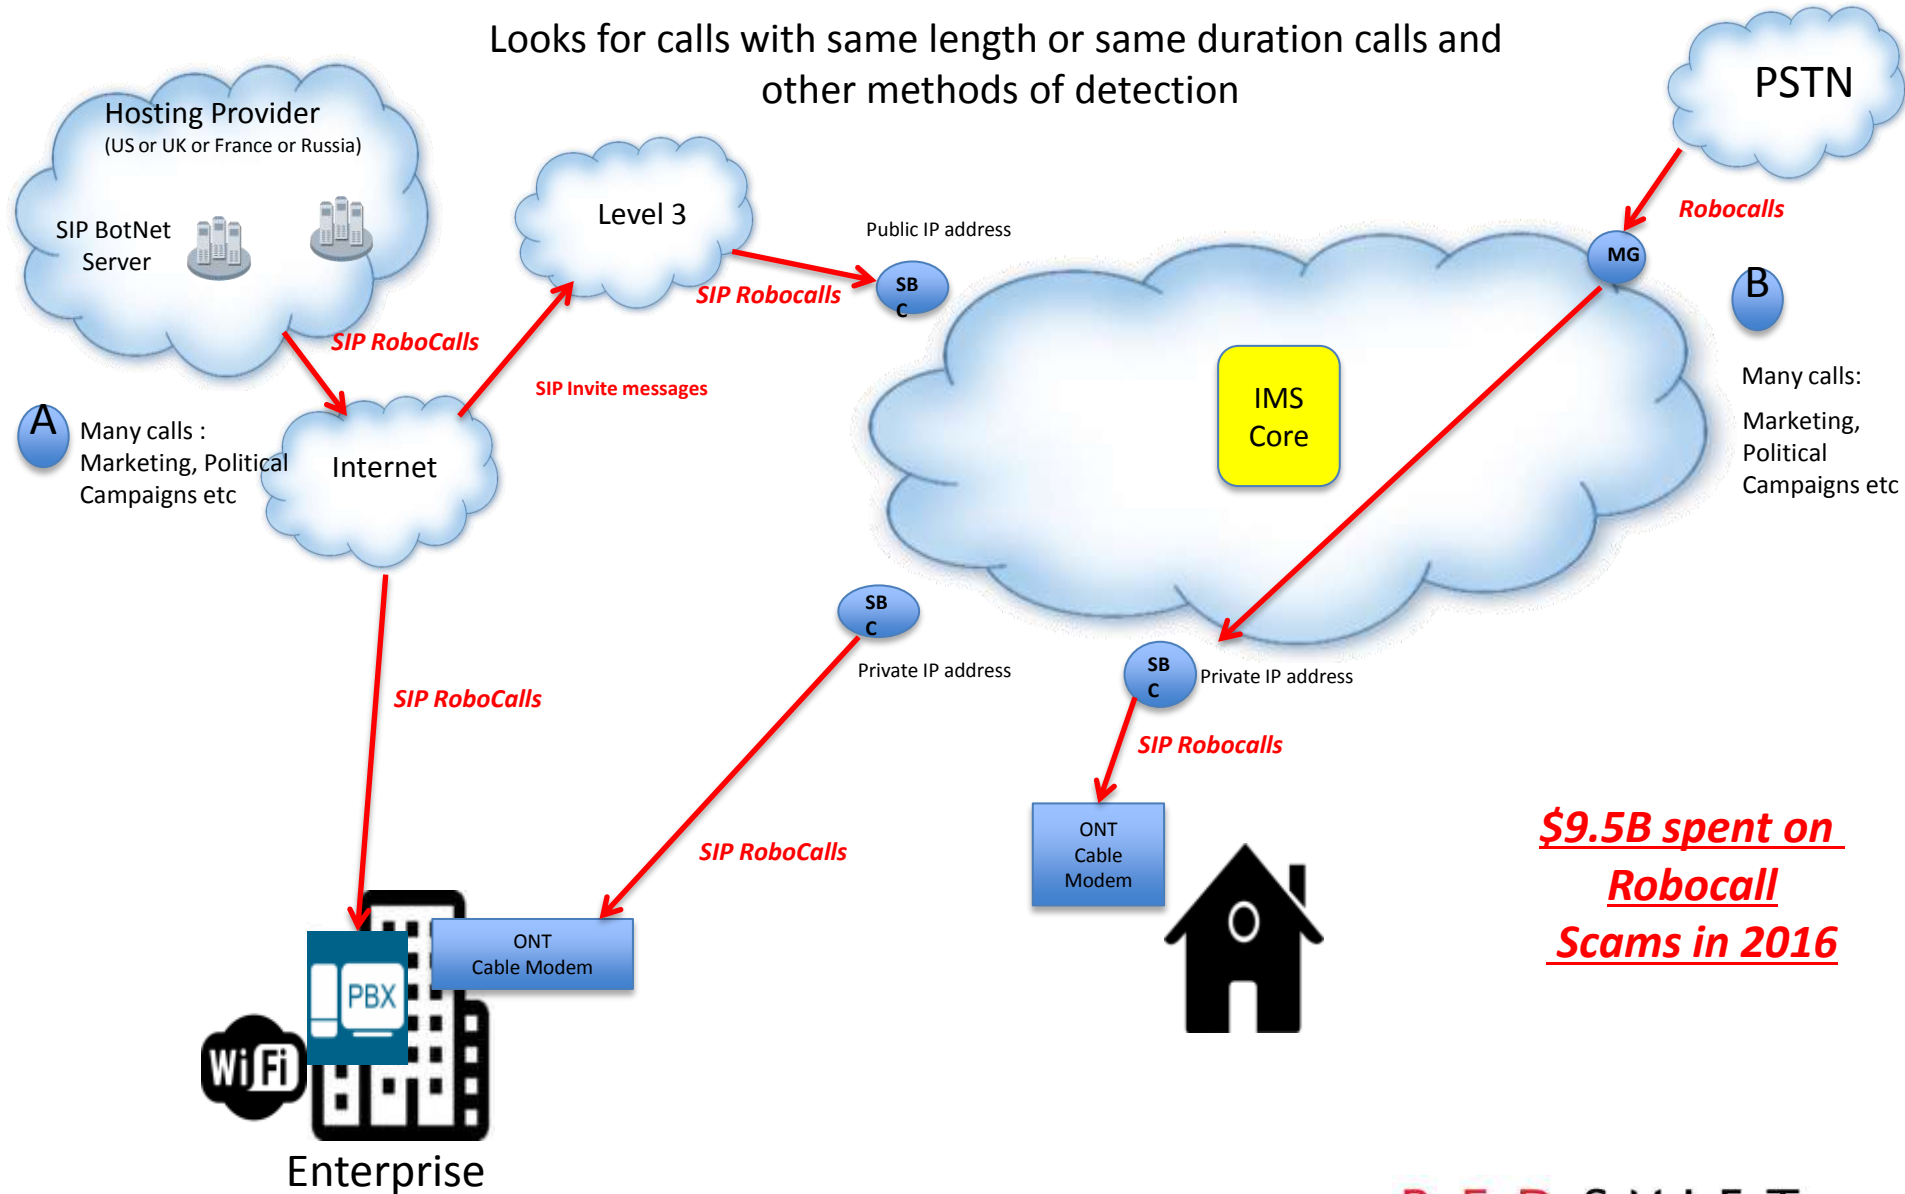 Looks for calls with same length or same duration calls and
other methods of detection
PSTN
Hosting Provider
(US or UK or France or Russia)
SIP BotNet
Server
Level 3
Public IP address
Robocalls
MG
SB
C
SIP Robocalls
B
SIP RoboCalls
SIP Invite messages
IMS
Core
Many calls:
Marketing,
Political
Campaigns etc
A
Many calls :
Marketing, Political
Campaigns etc
Internet
SB
C
Private IP address
SB
C
Private IP address
SIP RoboCalls
SIP Robocalls
SIP RoboCalls
ONT
Cable
Modem
$9.5B spent on
Robocall
Scams in 2016
ONT
Cable Modem
PBX
WiFi
Enterprise